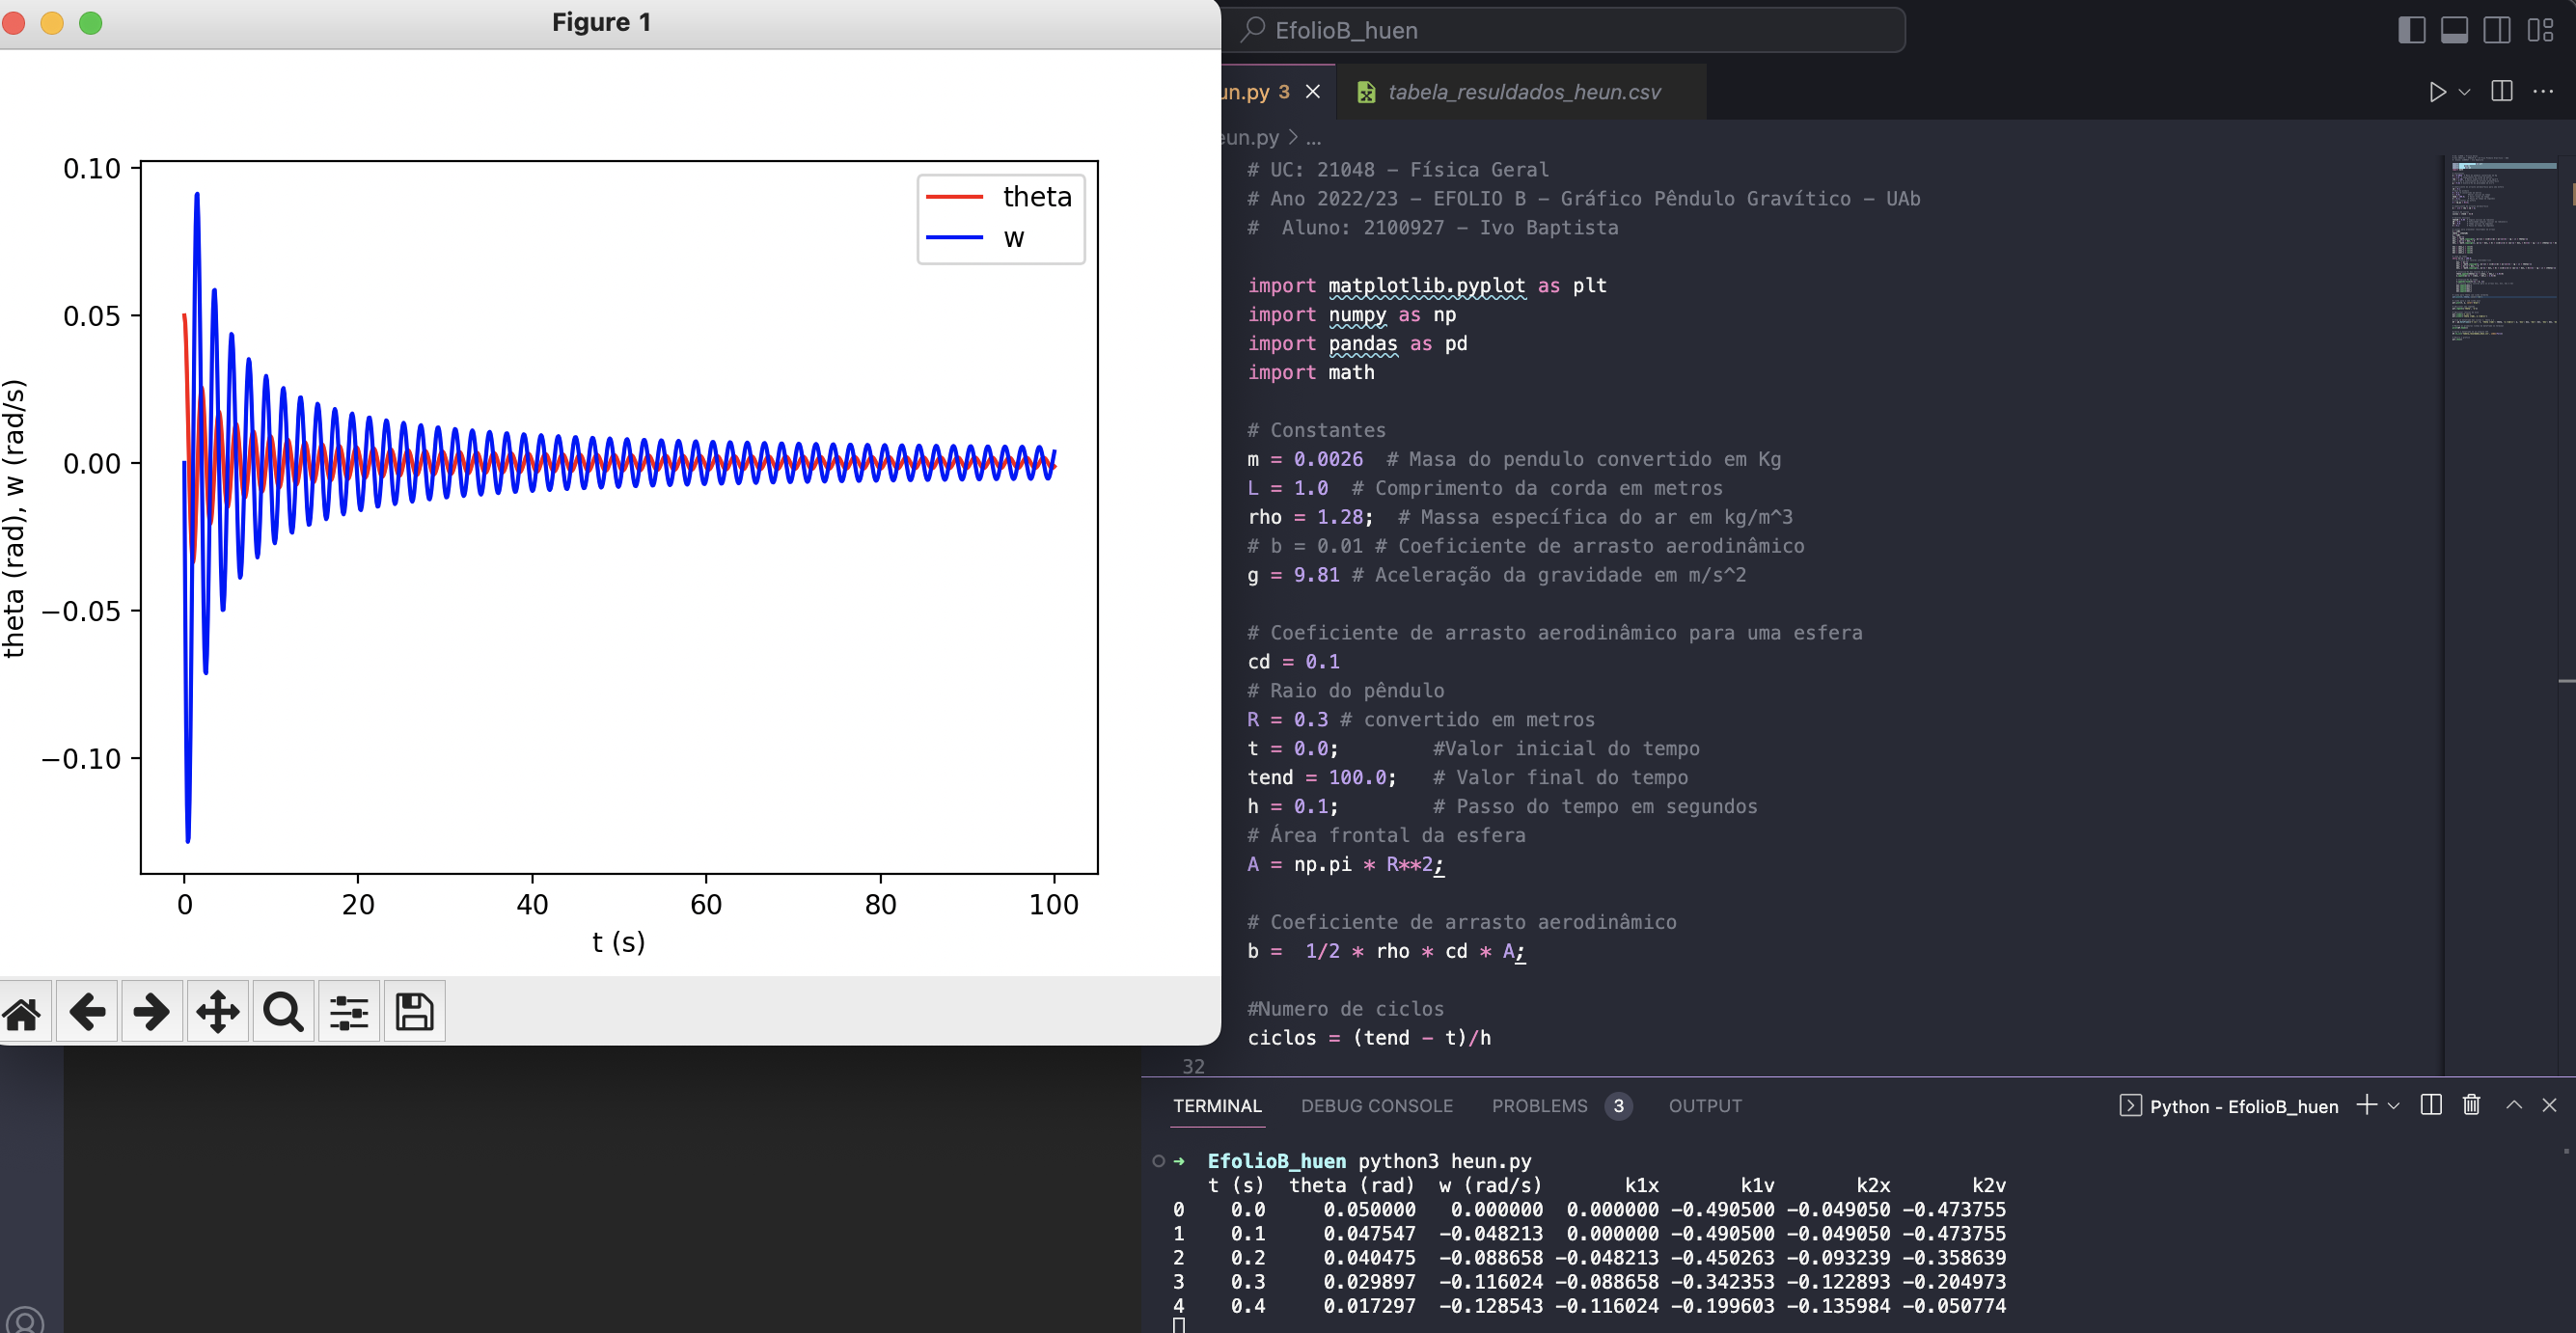 Figure 1
0.10
0.05
0.00
−0.05
−0.10
theta (rad), w (rad/s)
theta
w
0 20 40 60 80 100
t (s)
EfolioB_huen
un.py 3
tabela_resuldados_heun.csv
eun.py > ...
# UC: 21048 – Física Geral
# Ano 2022/23 – EFOLIO B – Gráfico Pêndulo Gravítico – UAb
#  Aluno: 2100927 – Ivo Baptista
import matplotlib.pyplot as plt
import numpy as np
import pandas as pd
import math
# Constantes
m = 0.0026  # Masa do pendulo convertido em Kg
L = 1.0  # Comprimento da corda em metros
rho = 1.28;  # Massa específica do ar em kg/m^3
# b = 0.01 # Coeficiente de arrasto aerodinâmico
g = 9.81 # Aceleração da gravidade em m/s^2
# Coeficiente de arrasto aerodinâmico para uma esfera
cd = 0.1
# Raio do pêndulo
R = 0.3 # convertido em metros
t = 0.0;        #Valor inicial do tempo
tend = 100.0;   # Valor final do tempo
h = 0.1;        # Passo do tempo em segundos
# Área frontal da esfera
A = np.pi * R**2;
# Coeficiente de arrasto aerodinâmico
b =  1/2 * rho * cd * A;
#Numero de ciclos
ciclos = (tend - t)/h
32
TERMINAL DEBUG CONSOLE PROBLEMS 3 OUTPUT
Python - EfolioB_huen
EfolioB_huen python3 heun.py
t (s) theta (rad) w (rad/s) k1x k1v k2x k2v
0 0.0 0.050000 0.000000 0.000000 -0.490500 -0.049050 -0.473755
1 0.1 0.047547 -0.048213 0.000000 -0.490500 -0.049050 -0.473755
2 0.2 0.040475 -0.088658 -0.048213 -0.450263 -0.093239 -0.358639
3 0.3 0.029897 -0.116024 -0.088658 -0.342353 -0.122893 -0.204973
4 0.4 0.017297 -0.128543 -0.116024 -0.199603 -0.135984 -0.050774